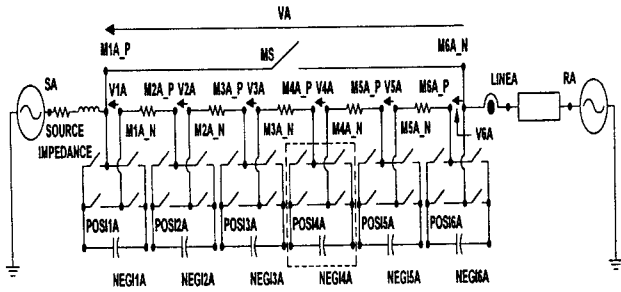 VA
M1A_P
MS
M6A_N
SA
V1A
M2A_P
V2A
M3A_P
V3A
M4A_P
V4A
M5A_P
V5A
M6A_P
LINEA
RA
SOURCE
IMPEDANCE
M1A_N
M2A_N
M3A_N
M4A_N
M5A_N
V6A
POSI1A
POSI2A
POSI3A
POSI4A
POSI5A
POSI6A
NEGI1A
NEGI2A
NEGI3A
NEGI4A
NEGI5A
NEGI6A